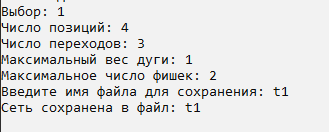 Выбор: 1
Число позиций: 4
Число переходов: 3
Максимальный вес дуги: 1
Максимальное число фишек: 2
Введите имя файла для сохранения: t1
Сеть сохранена в файл: t1